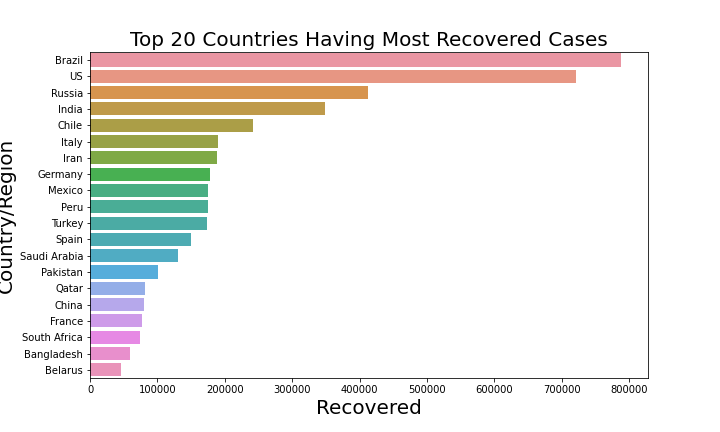 Top 20 Countries Having Most Recovered Cases
Country/Region
Brazil
US
Russia
India
Chile
Italy
Iran
Germany
Mexico
Peru
Turkey
Spain
Saudi Arabia
Pakistan
Qatar
China
France
South Africa
Bangladesh
Belarus
0 100000 200000 300000 400000 500000 600000 700000 800000
Recovered